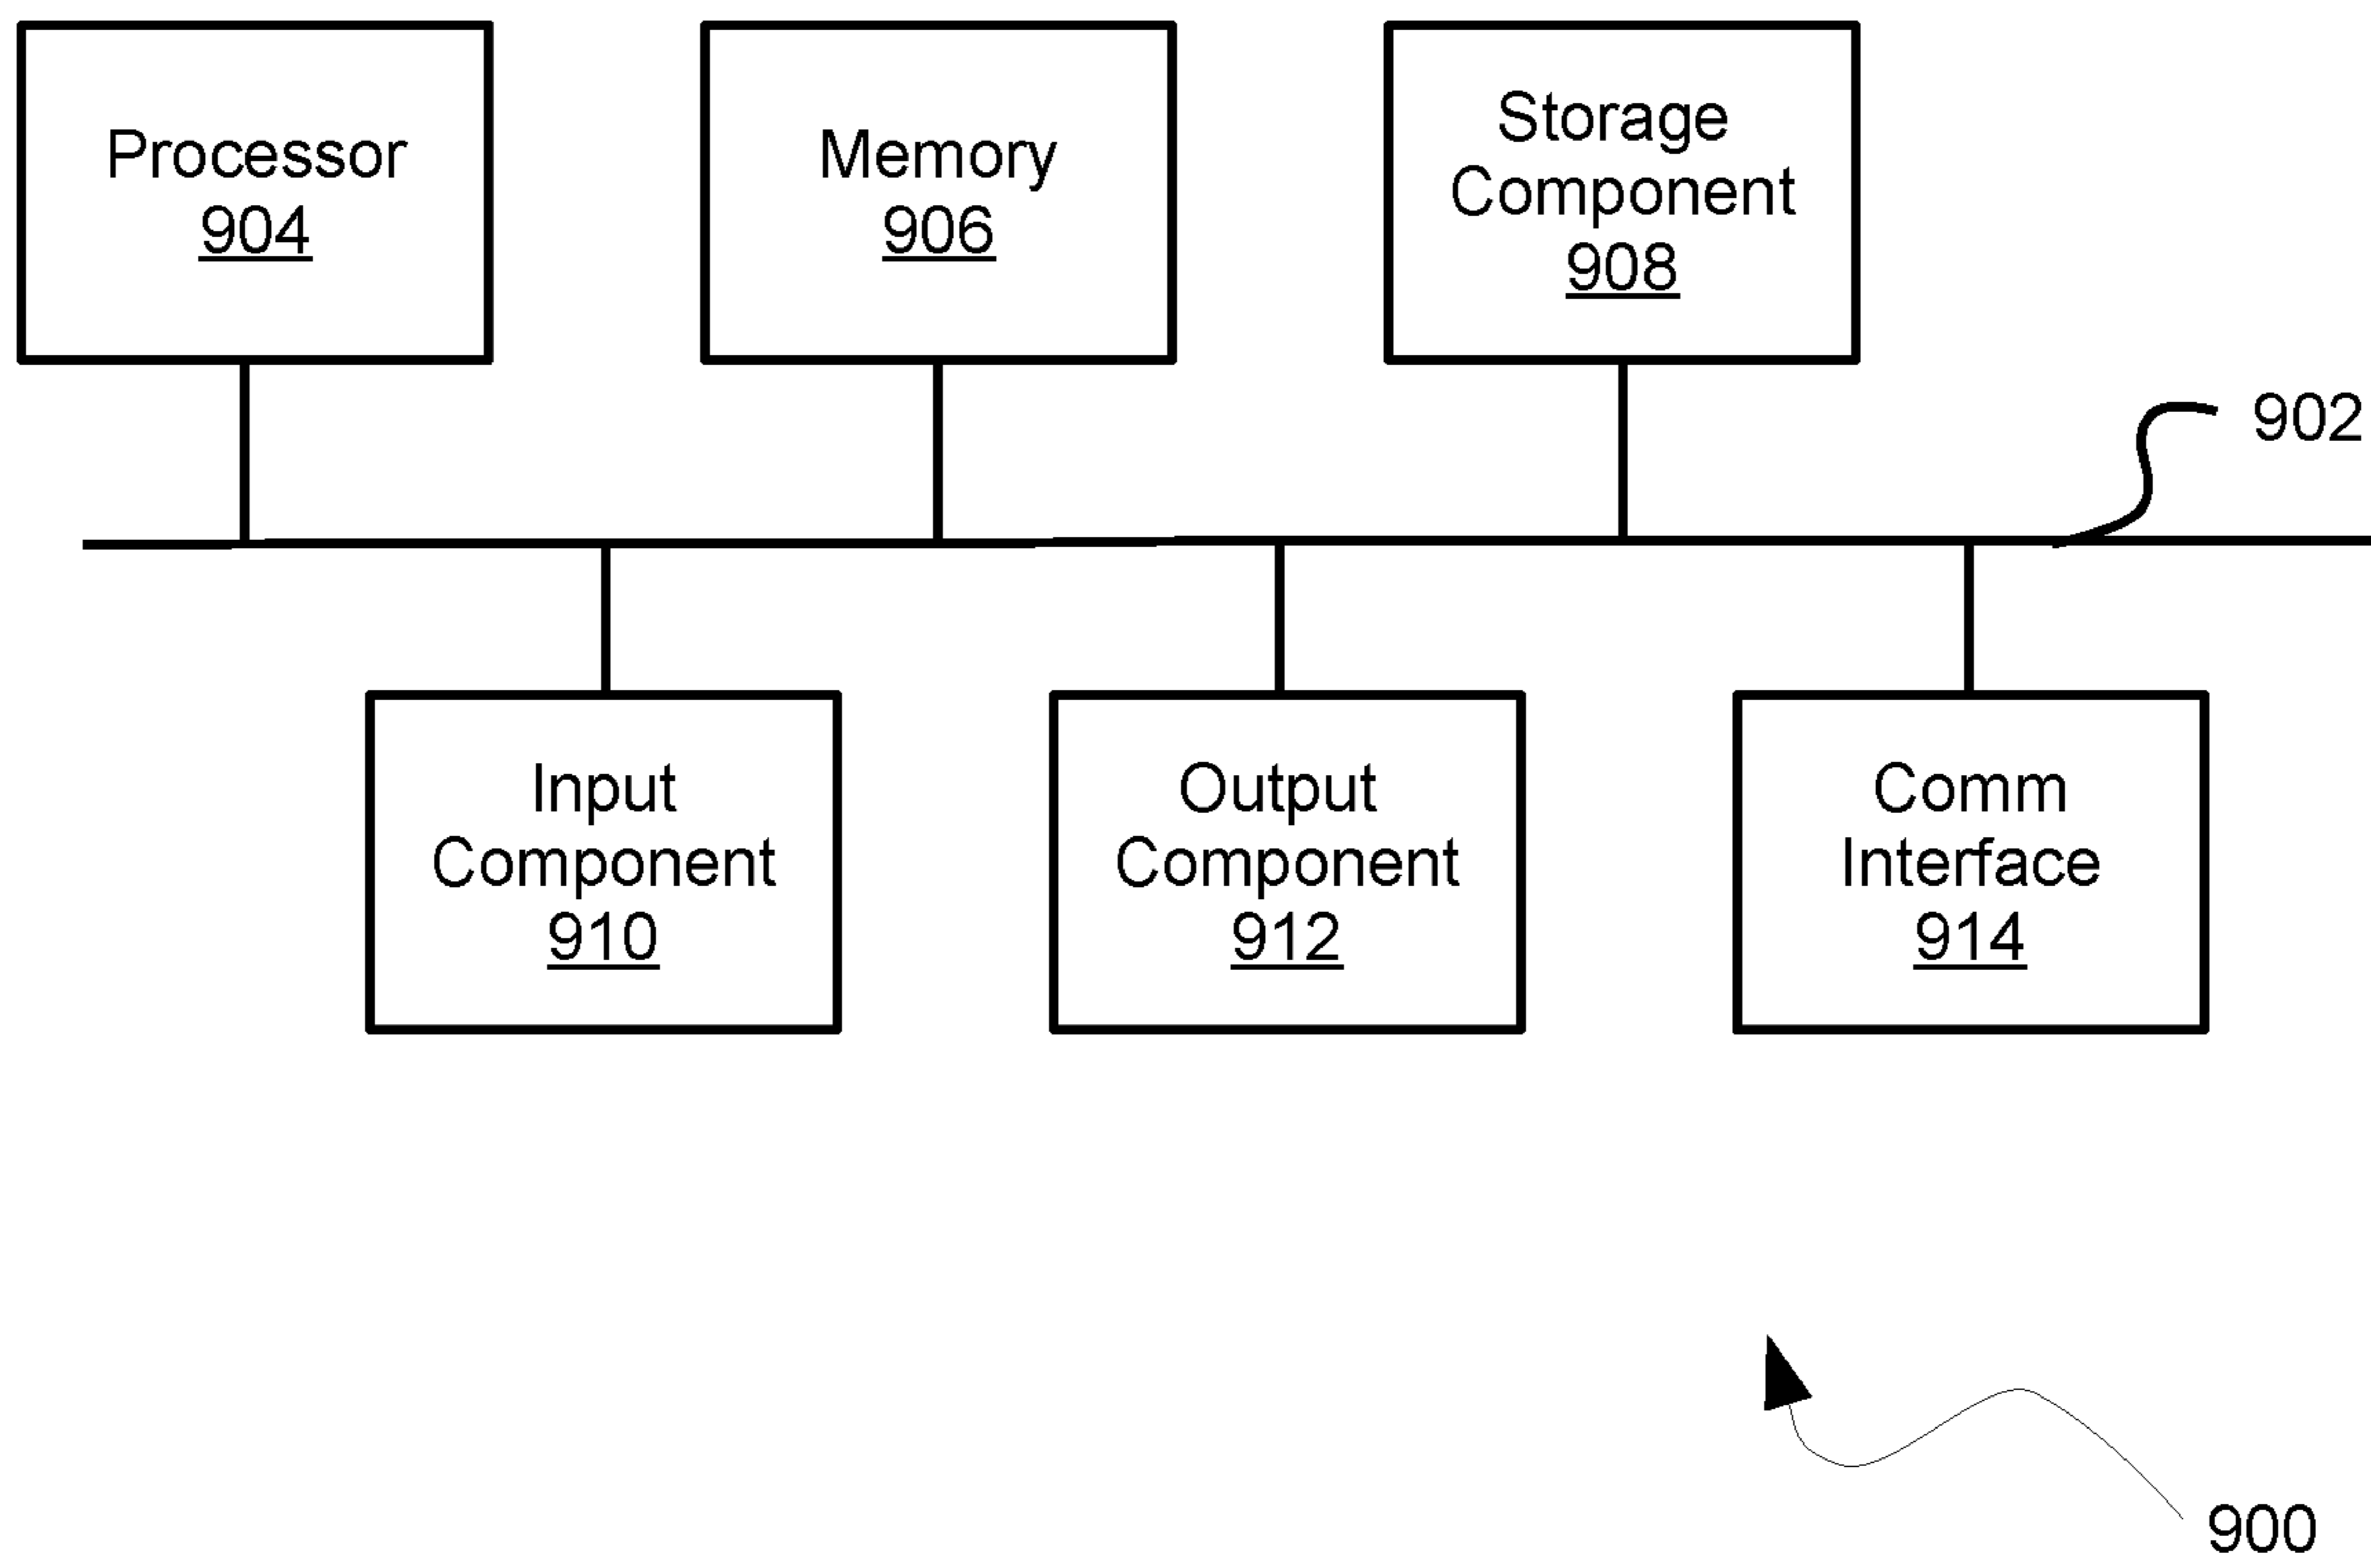 Processor
904
Memory
906
Storage
Component
908
902
Input
Component
910
Output
Component
912
Comm
Interface
914
900